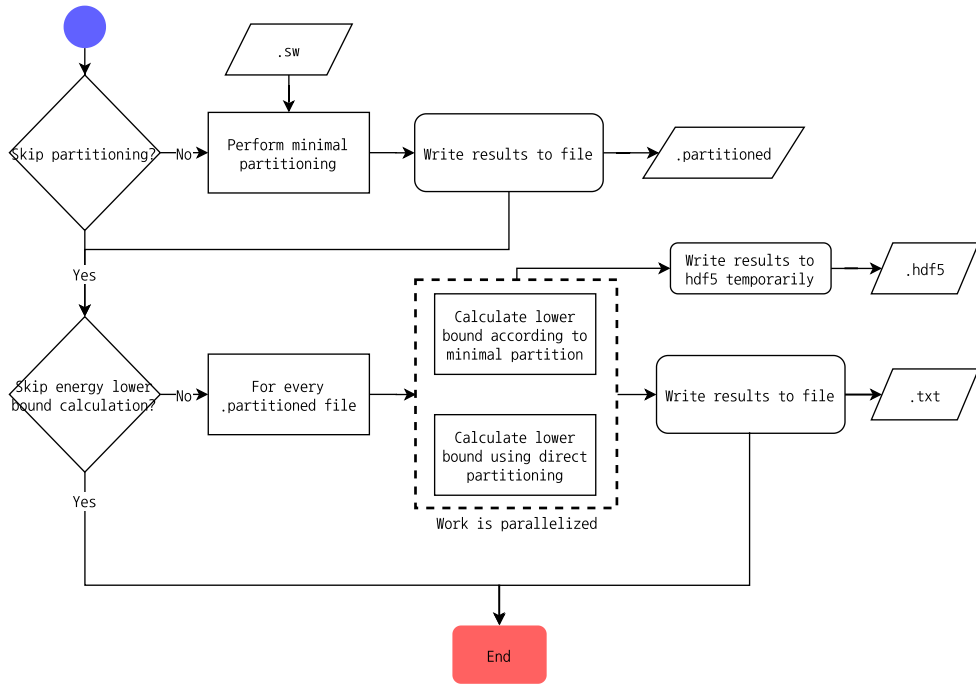 .sw
Skip partitioning?
No
Perform minimal
partitioning
Write results to file
.partitioned
Yes
Write results to
hdf5 temporarily
.hdf5
Calculate lower
bound according to
minimal partition
Skip energy lower
bound calculation?
No
For every
.partitioned file
Write results to file
.txt
Calculate lower
bound using direct
partitioning
Yes
Work is parallelized
End